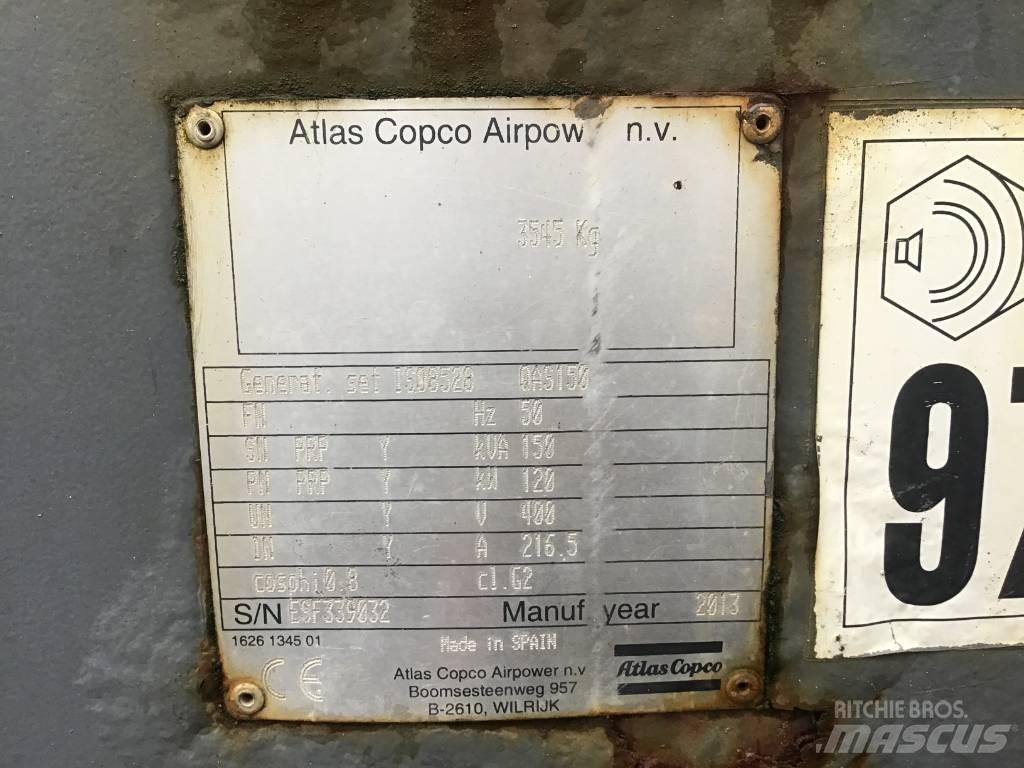 Atlas Copco Airpow n.v.
3545 Kg
Generat. set ISO8528 QAS150
FN Hz 50
SN PRP Y kVA 150
PN PRP Y kW 120
UN Y V 400
IN Y A 216.5
cosphi0.8 cl.G2
S/N ESF339032 Manuf year 2013
1626 1345 01 Made in SPAIN
CE
Atlas Copco Airpower n.v
Boomsesteenweg 957
B-2610, WILRIJK
Atlas Copco
RITCHIE BROS.
MASCUS